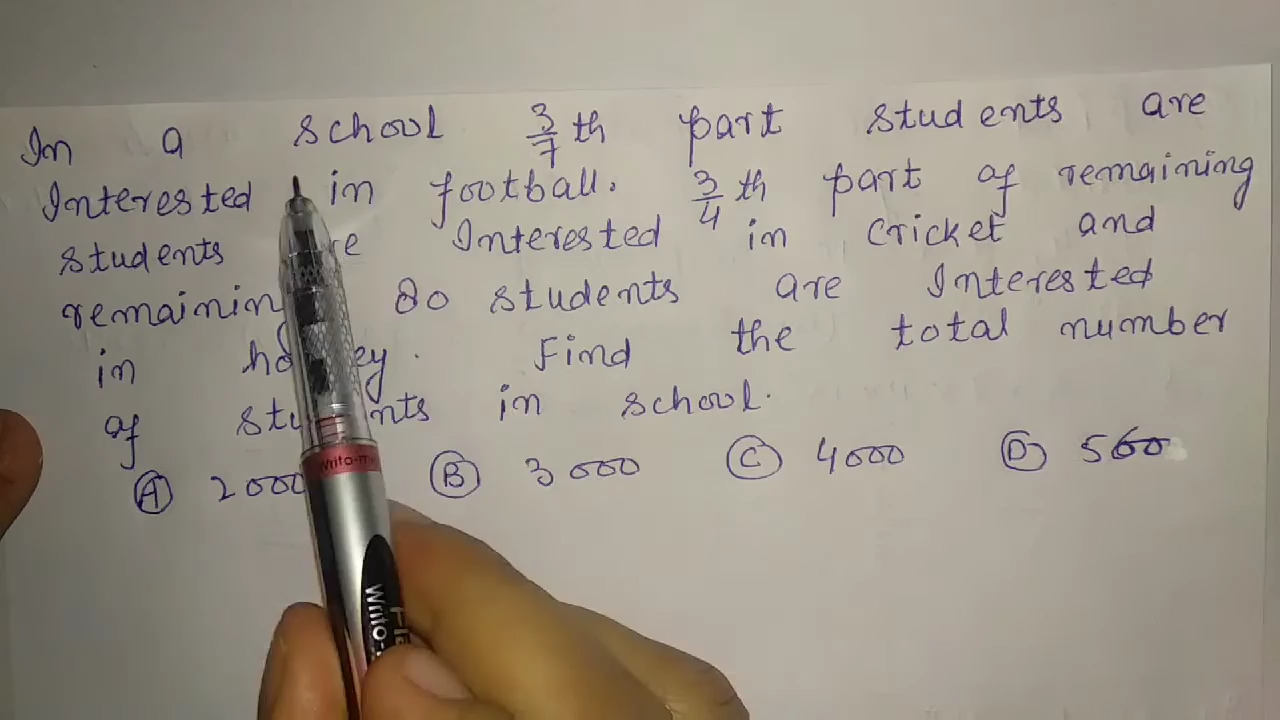 In a school 3/7 th part students are
Interested in football. 3/4 th part of remaining
students Interested in cricket and
80 students are Interested
in Find the total number
of in school.
(A) 2000 (B) 3000 (C) 4000 (D) 560
Write-m
Write-